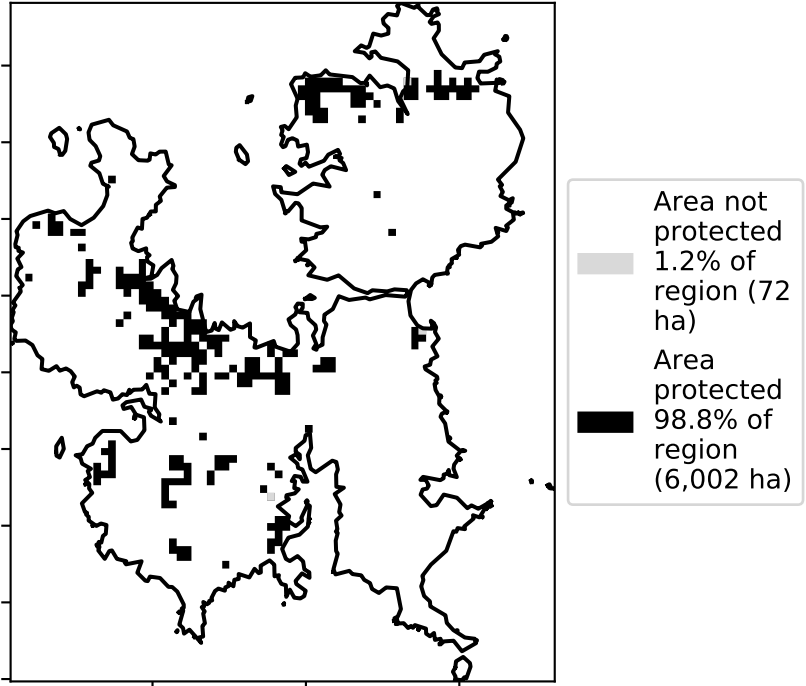 Area not
protected
1.2% of
region (72
ha)
Area
protected
98.8% of
region
(6,002 ha)